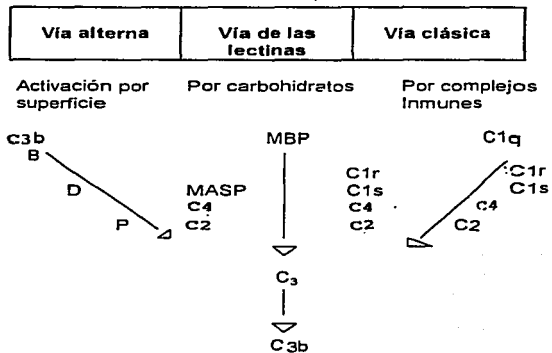 Vía alterna
Vía de las
lectinas
Vía clásica
Activación por
superficie
Por carbohidratos
Por complejos
Inmunes
C3b
B
D
P
MBP
MASP
C4
C2
C1r
C1s
C4
C2
C1q
C1r
C1s
C4
C2
C3
C3b